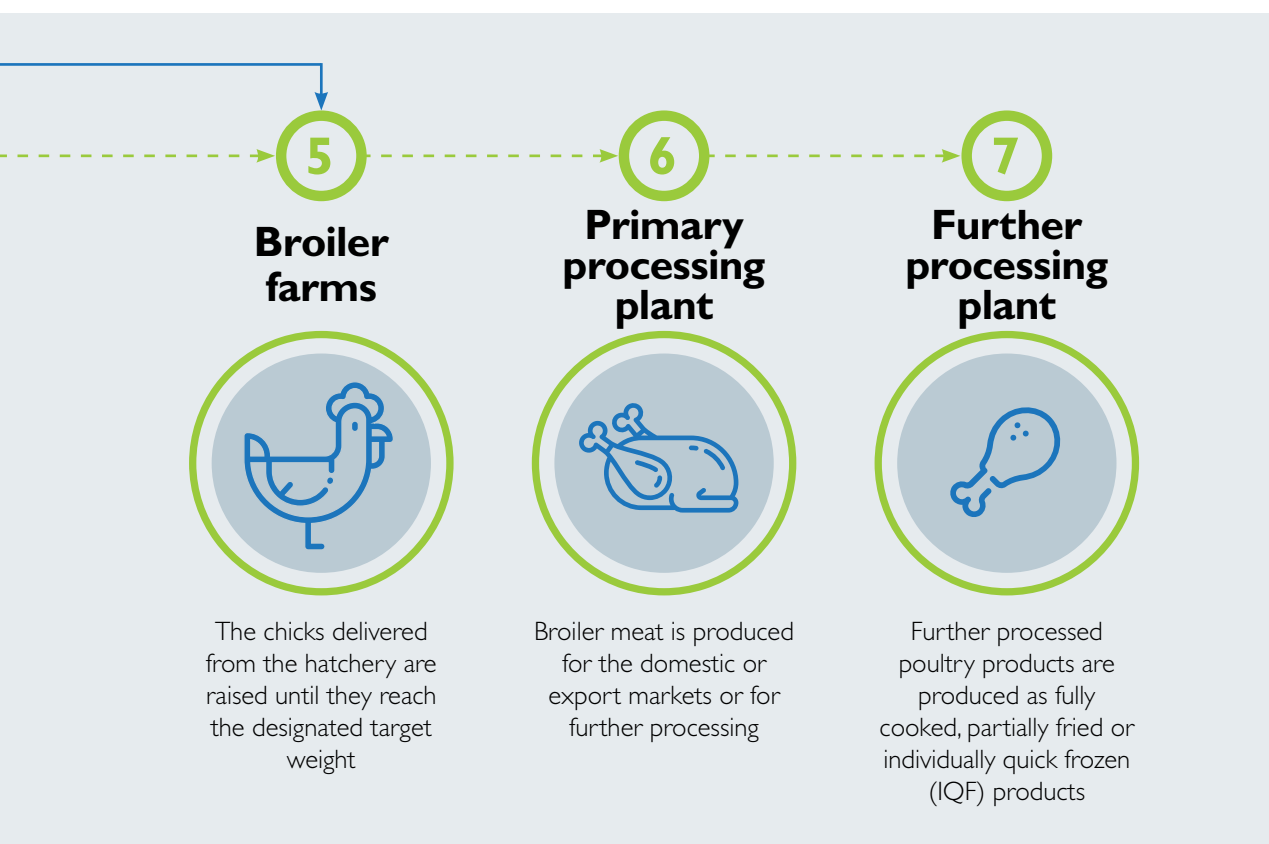 5
Broiler
farms
The chicks delivered
from the hatchery are
raised until they reach
the designated target
weight
6
Primary
processing
plant
Broiler meat is produced
for the domestic or
export markets or for
further processing
7
Further
processing
plant
Further processed
poultry products are
produced as fully
cooked, partially fried or
individually quick frozen
(IQF) products